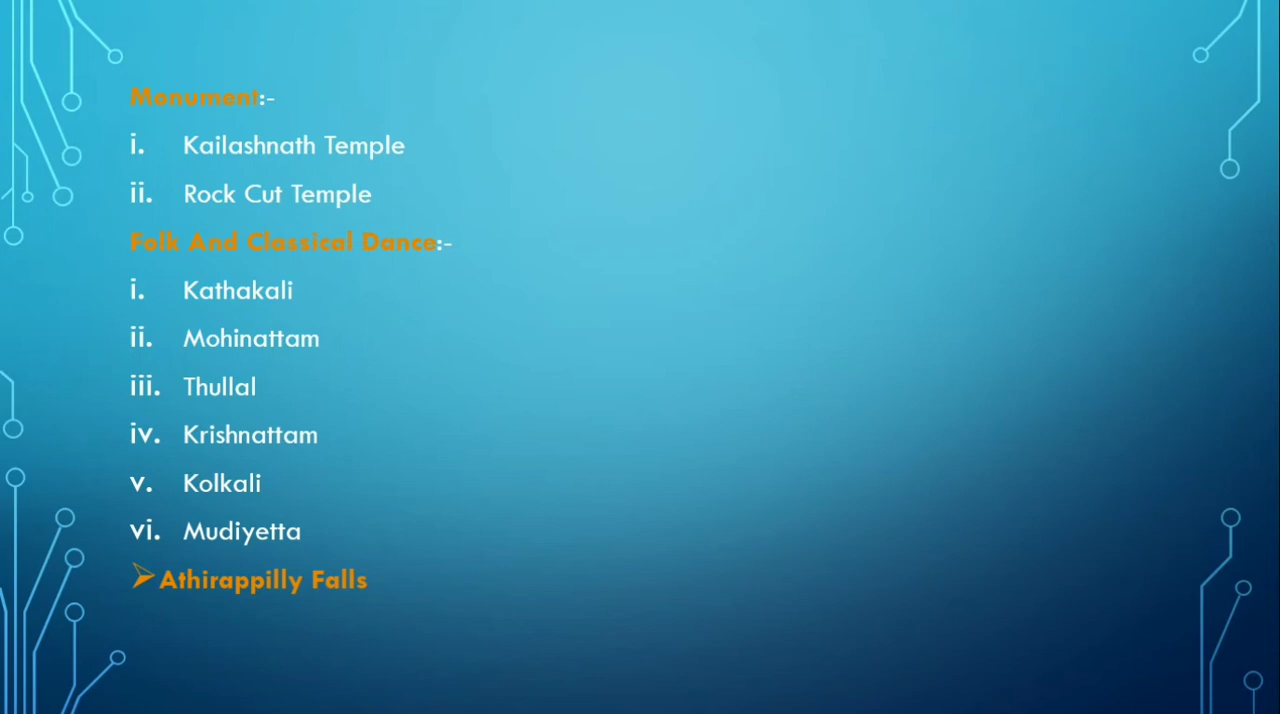 Monument:-
i. Kailashnath Temple
ii. Rock Cut Temple
Folk And Classical Dance:-
i. Kathakali
ii. Mohinattam
iii. Thullal
iv. Krishnattam
v. Kolkali
vi. Mudiyetta
➢Athirappilly Falls